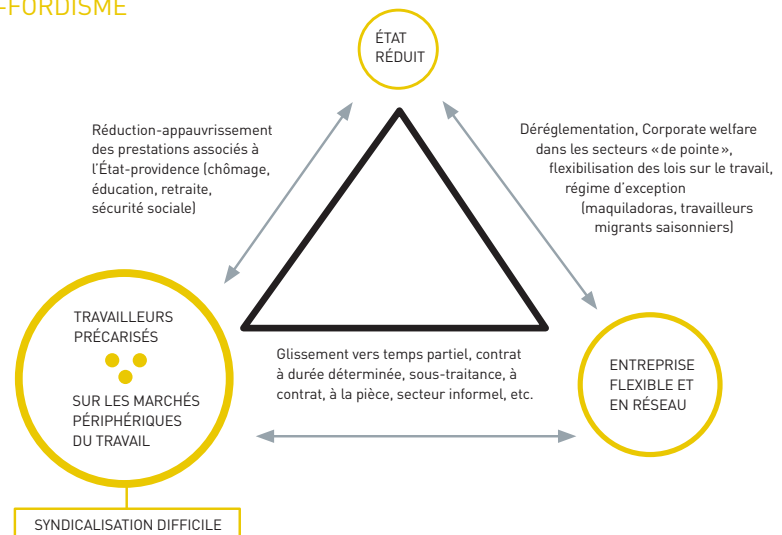 -FORDISME
ÉTAT
RÉDUIT
Réduction-appauvrissement
des prestations associés à
l’État-providence (chômage,
éducation, retraite,
sécurité sociale)
Déréglementation, Corporate welfare
dans les secteurs « de pointe »,
flexibilisation des lois sur le travail,
régime d’exception
(maquiladoras, travailleurs
migrants saisonniers)
TRAVAILLEURS
PRÉCARISÉS
SUR LES MARCHÉS
PÉRIPHÉRIQUES
DU TRAVAIL
Glissement vers temps partiel, contrat
à durée déterminée, sous-traitance, à
contrat, à la pièce, secteur informel, etc.
ENTREPRISE
FLEXIBLE ET
EN RÉSEAU
SYNDICALISATION DIFFICILE